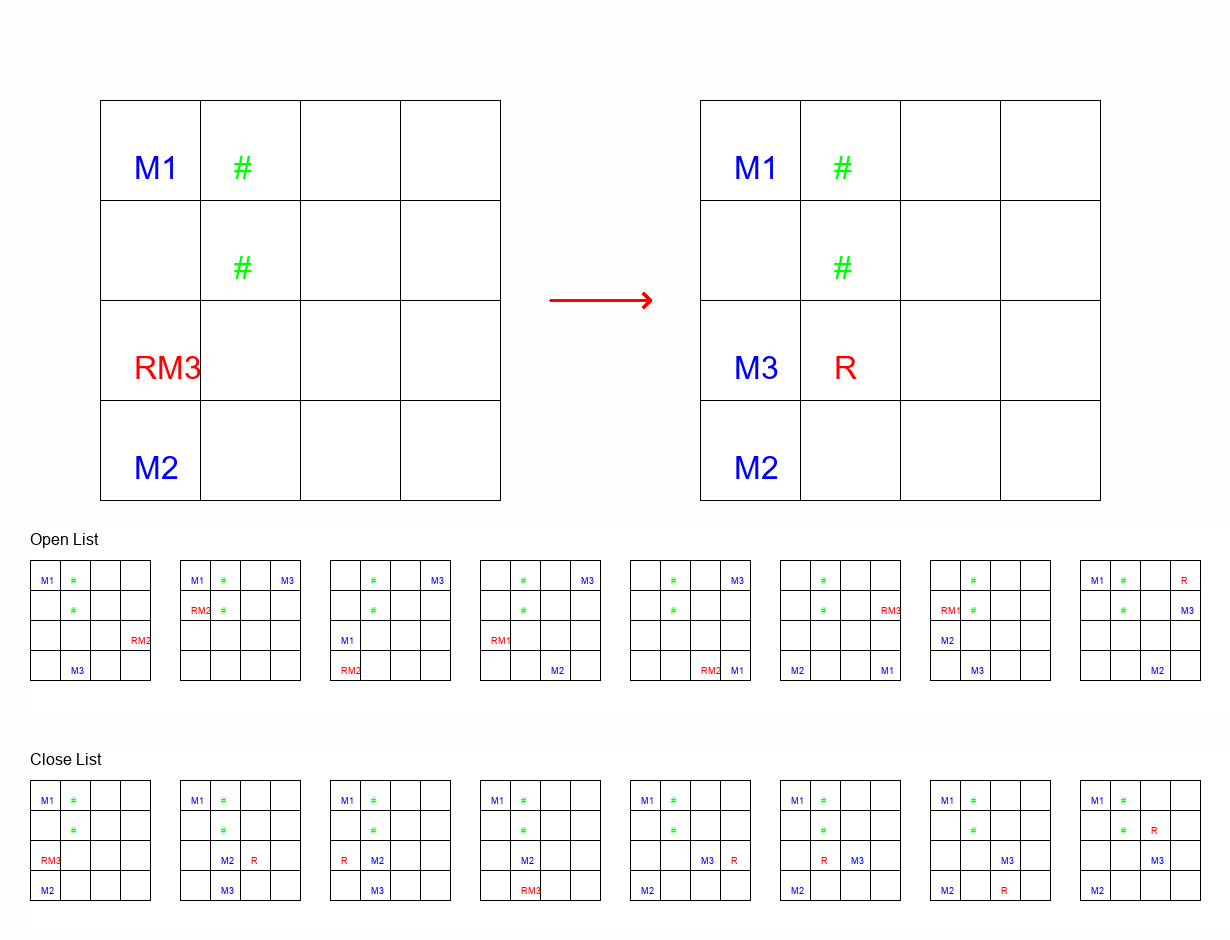 M1 # M1 #
# #
RM3 M3 R
M2 M2
Open List
M1 # M1 # M3 # M3 # M3 # M3 # # M1 # R
# RM2 # # # # # RM3 RM1 # # M3
RM2 M1 RM1 M2
M3 RM2 M2 RM2 M1 M2 M1 M3 M2
Close List
M1 # M1 # M1 # M1 # M1 # M1 # M1 # M1 #
# # # # # # # # R
RM3 M2 R R M2 M2 M3 R R M3 M3 M3
M2 M3 M3 RM3 M2 M2 M2 R M2